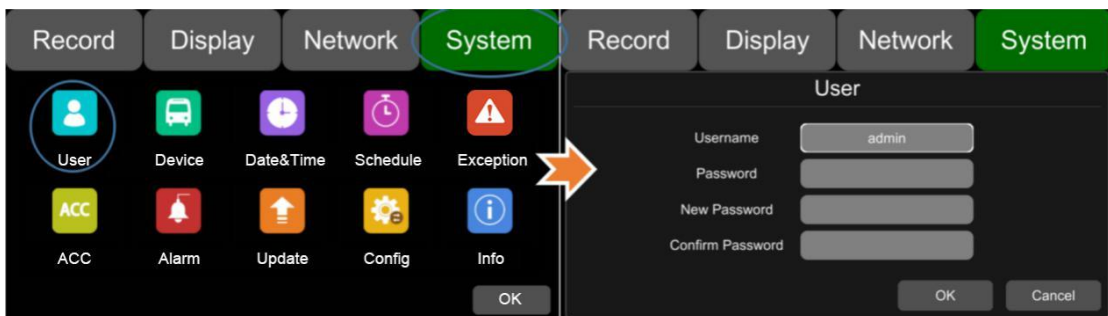 Record Display Network System
User Device Date&Time Schedule Exception
ACC
ACC Alarm Update Config Info
OK
Record Display Network System
User
Username admin
Password
New Password
Confirm Password
OK Cancel